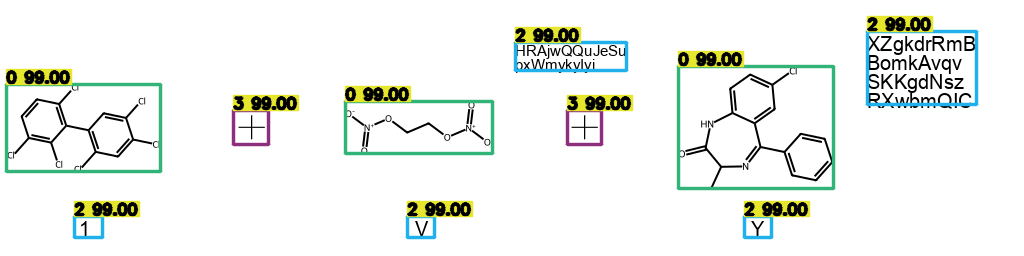 2 99.00
HRAjwQQuJeSu
2 99.00
XZgkdrRmB
BomkAvqv
SKKgdNsz
RXwbmQIC
0 99.00
Cl
Cl
Cl
Cl
Cl
Cl
3 99.00
0 99.00
O⁻
N⁺
O
O
O
N⁺
O
O
3 99.00
0 99.00
Cl
HN
O
N
2 99.00
1
2 99.00
V
2 99.00
Y